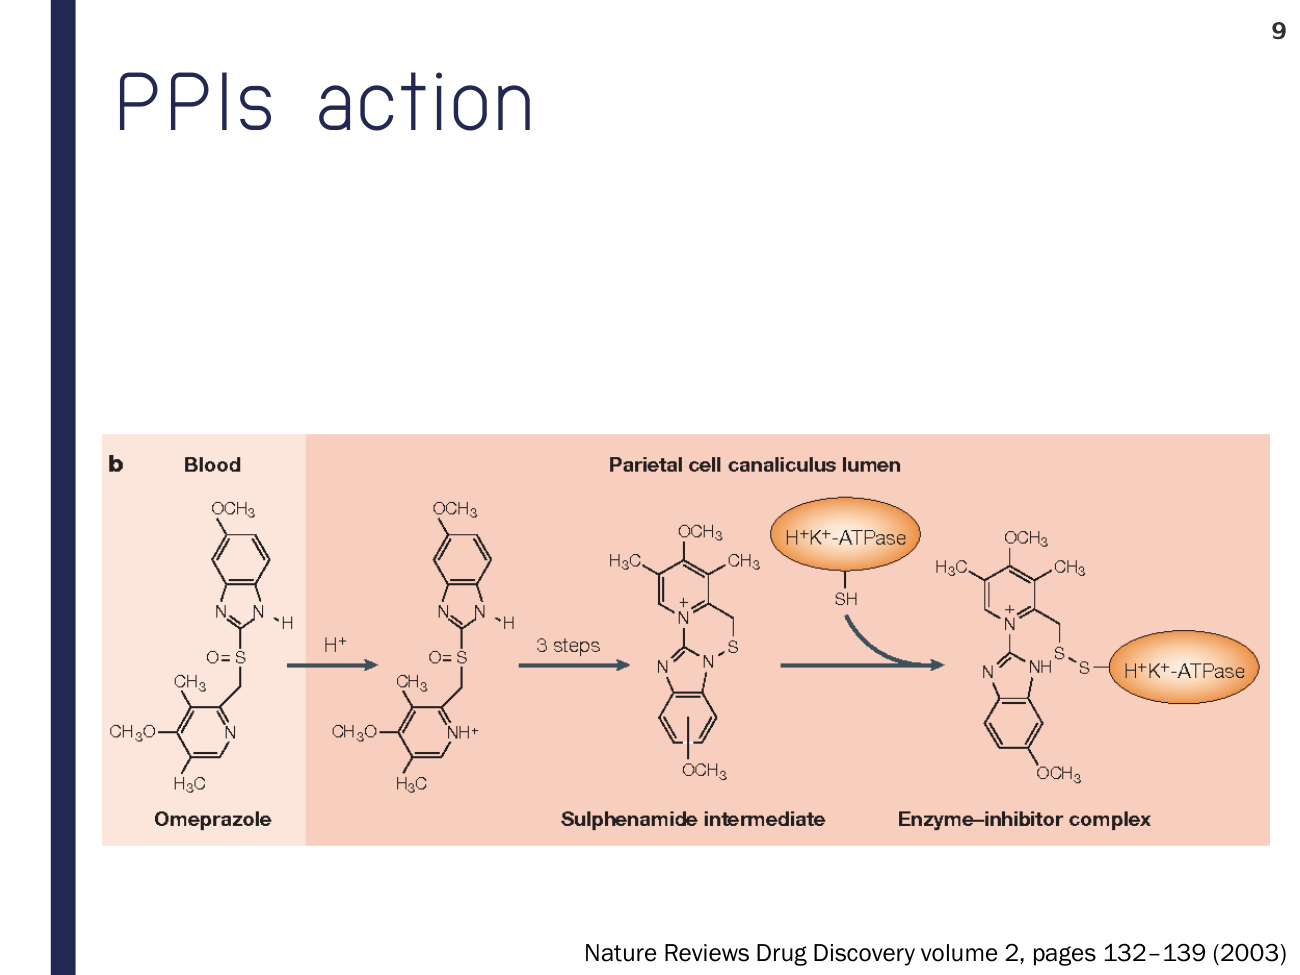 9
PPIs action
b
Blood
Parietal cell canaliculus lumen
OCH₃
N
N
H
O=S
CH₃
CH₃O
N
H₃C
Omeprazole
H⁺
OCH₃
N
N
H
O=S
CH₃
CH₃O
NH⁺
H₃C
3 steps
OCH₃
H₃C
CH₃
+
N
S
N
N
OCH₃
Sulphenamide intermediate
H⁺K⁺-ATPase
SH
OCH₃
H₃C
CH₃
+
N
S
S
H⁺K⁺-ATPase
N
NH
OCH₃
Enzyme–inhibitor complex
Nature Reviews Drug Discovery volume 2, pages 132–139 (2003)